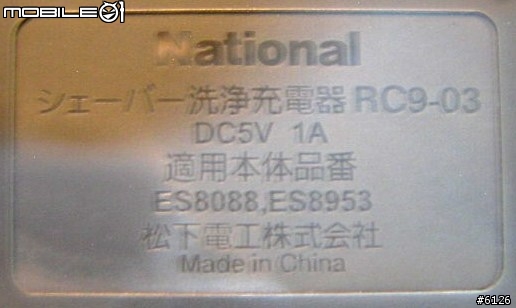 MOBILE01
National
シェーバー洗浄充電器 RC9-03
DC5V 1A
適用本体品番
ES8088,ES8953
松下電工株式会社
Made in China
#6126